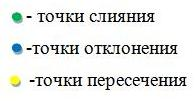 - точки слияния
-точки отклонения
-точки пересечения